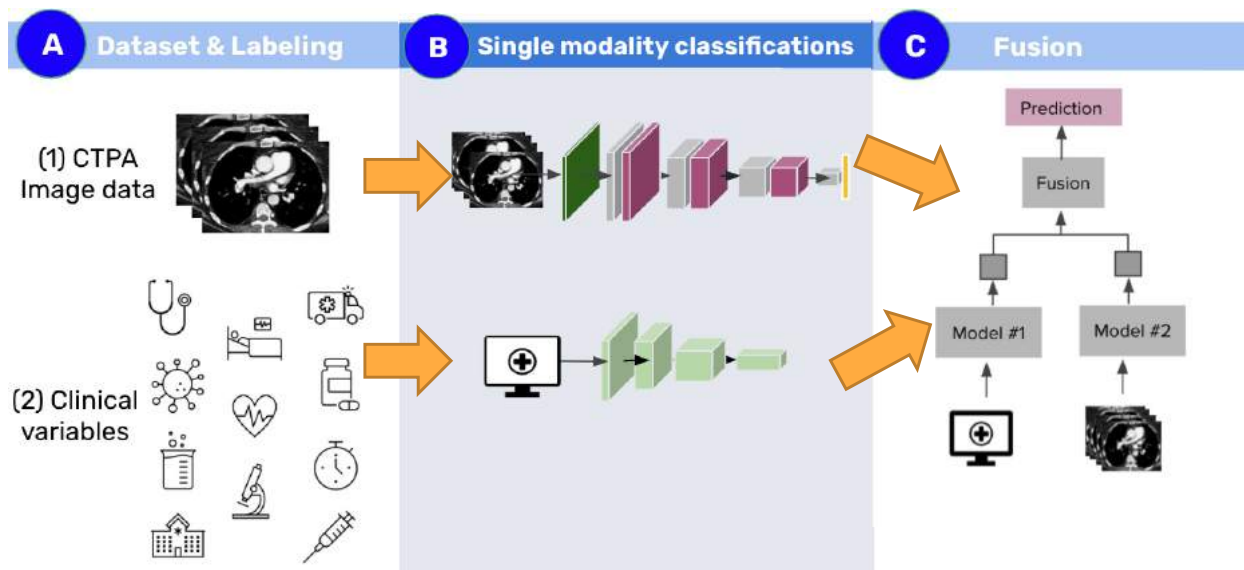 A
Dataset & Labeling
B
Single modality classifications
C
Fusion
(1) CTPA
Image data
(2) Clinical
variables
Prediction
Fusion
Model #1
Model #2